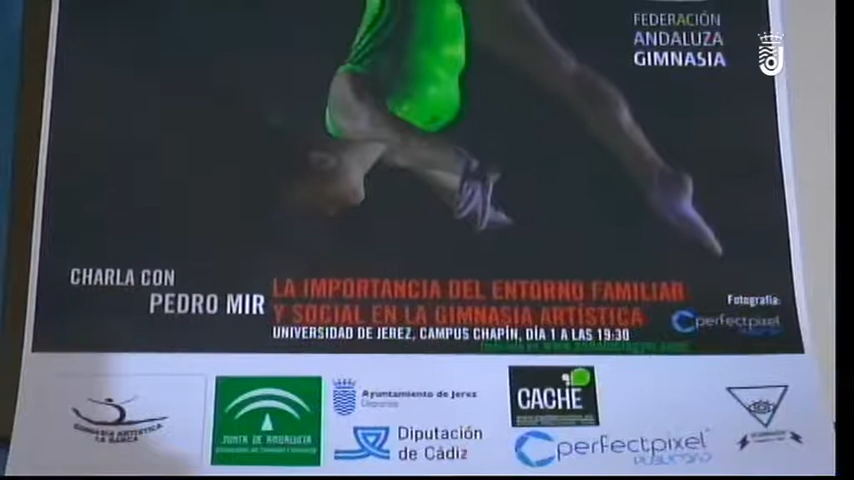 FEDERACIÓN
ANDALUZA
GIMNASIA
CHARLA CON
PEDRO MIR
LA IMPORTANCIA DEL ENTORNO FAMILIAR
Y SOCIAL EN LA GIMNASIA ARTÍSTICA
UNIVERSIDAD DE JEREZ, CAMPUS CHAPÍN, DÍA 1 A LAS 19:30
Fotografía:
perfectpixel
PUBLICIDAD
GIMNASIA ARTÍSTICA
LA BARCA
JUNTA DE ANDALUCIA
Ayuntamiento de Jerez
Deportes
Diputación
de Cádiz
CACHÉ
perfectpixel
PUBLICIDAD